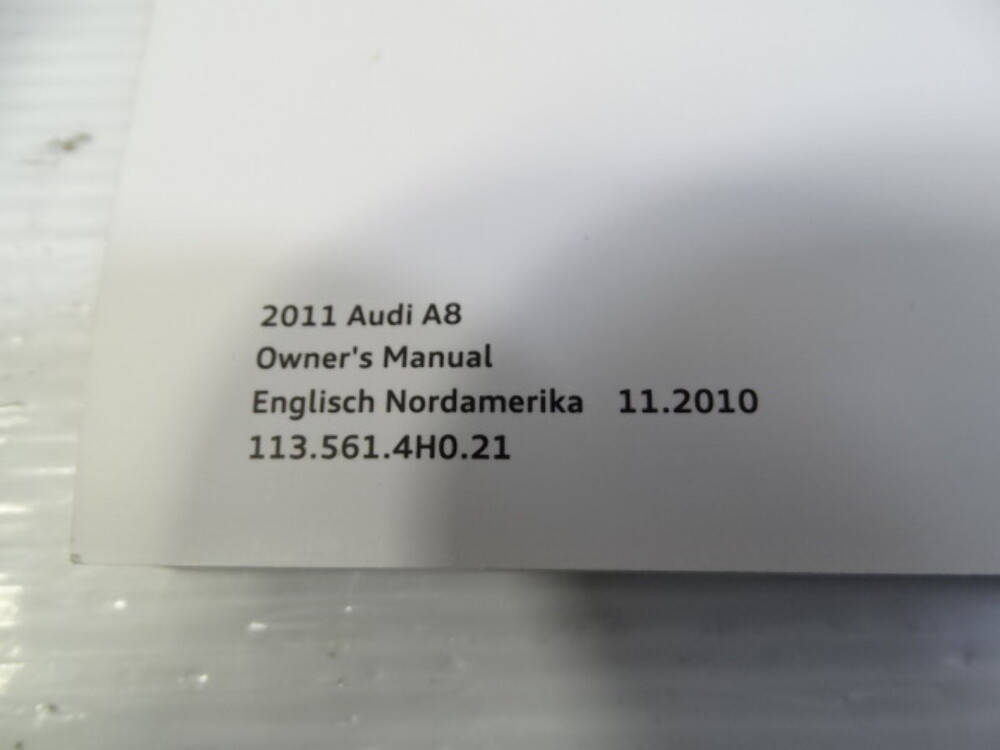 2011 Audi A8
Owner's Manual
Englisch Nordamerika 11.2010
113.561.4H0.21